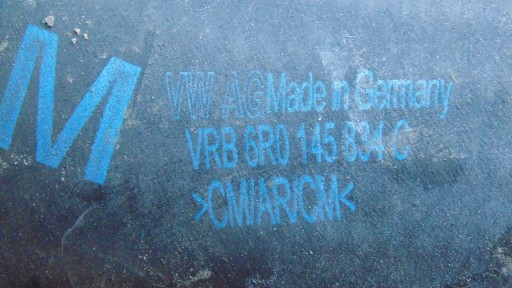 M
VW AG Made in Germany
VRB 6R0 145 834 C
>CM/AR/CM<